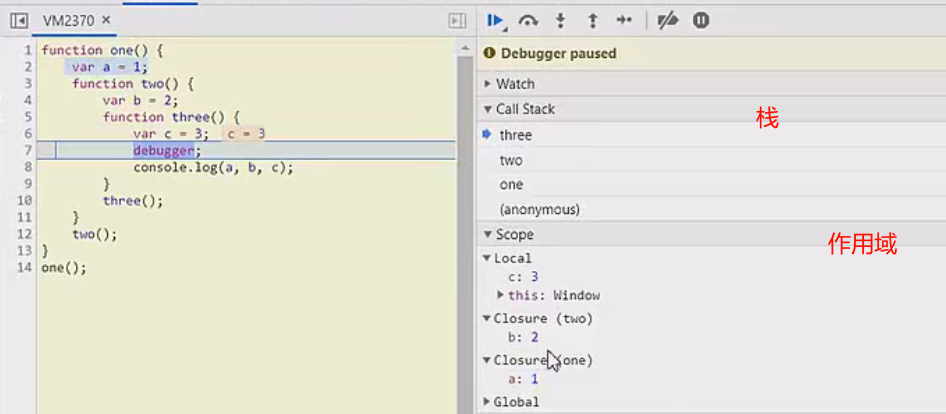 VM2370 ×
1 function one() {
2 var a = 1;
3 function two() {
4 var b = 2;
5 function three() {
6 var c = 3; c = 3
7 debugger;
8 console.log(a, b, c);
9 }
10 three();
11 }
12 two();
13 }
14 one();
Debugger paused
Watch
Call Stack
栈
three
two
one
(anonymous)
Scope
作用域
Local
c: 3
this: Window
Closure (two)
b: 2
Closure (one)
a: 1
Global